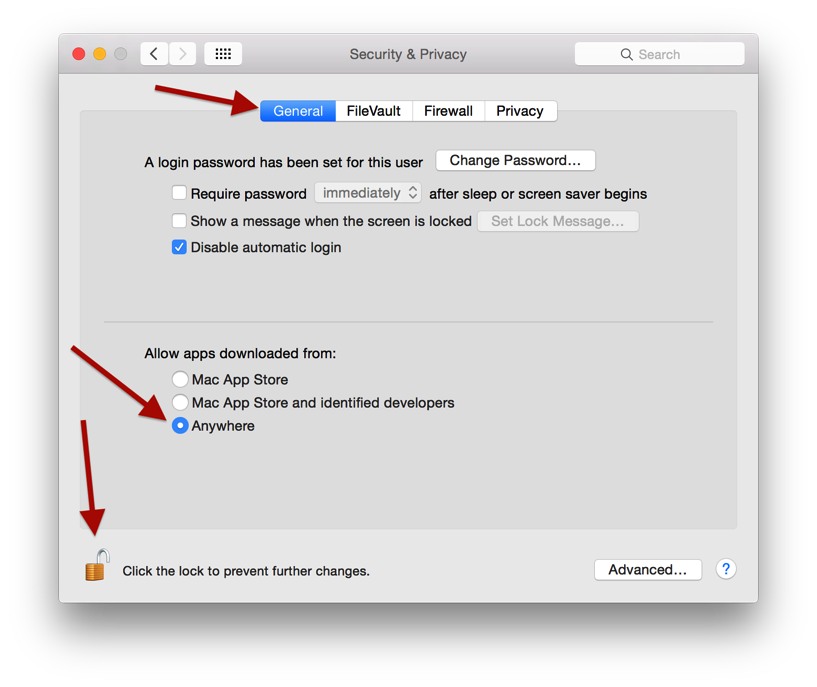 Security & Privacy
Search
General FileVault Firewall Privacy
A login password has been set for this user Change Password...
Require password immediately after sleep or screen saver begins
Show a message when the screen is locked Set Lock Message...
Disable automatic login
Allow apps downloaded from:
Mac App Store
Mac App Store and identified developers
Anywhere
Click the lock to prevent further changes.
Advanced...
?